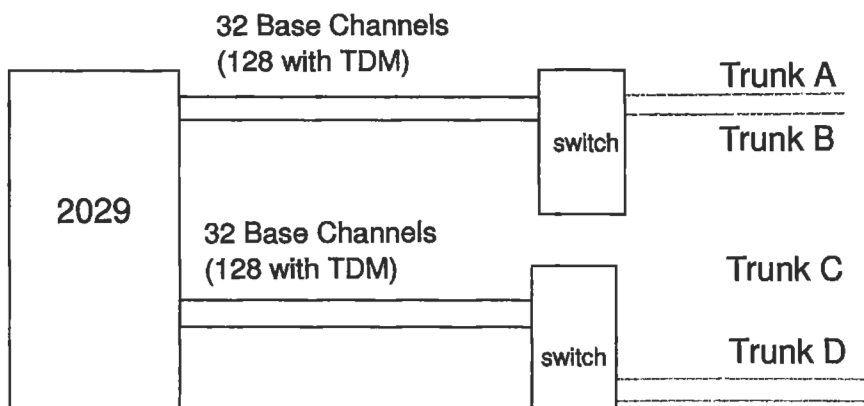 32 Base Channels
(128 with TDM)
Trunk A
switch
Trunk B
2029
32 Base Channels
(128 with TDM)
Trunk C
switch
Trunk D